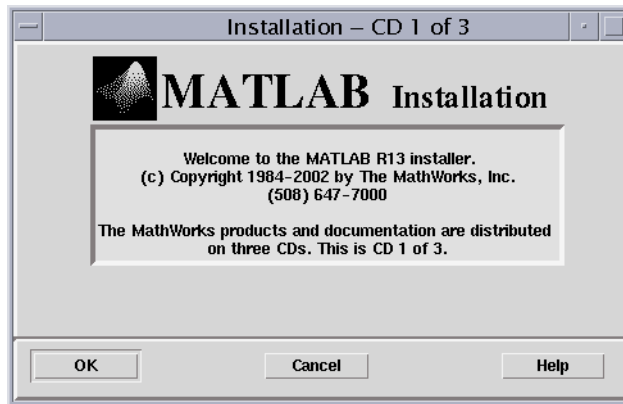 Installation – CD 1 of 3
MATLAB Installation
Welcome to the MATLAB R13 installer.
(c) Copyright 1984-2002 by The MathWorks, Inc.
(508) 647-7000
The MathWorks products and documentation are distributed
on three CDs. This is CD 1 of 3.
OK Cancel Help